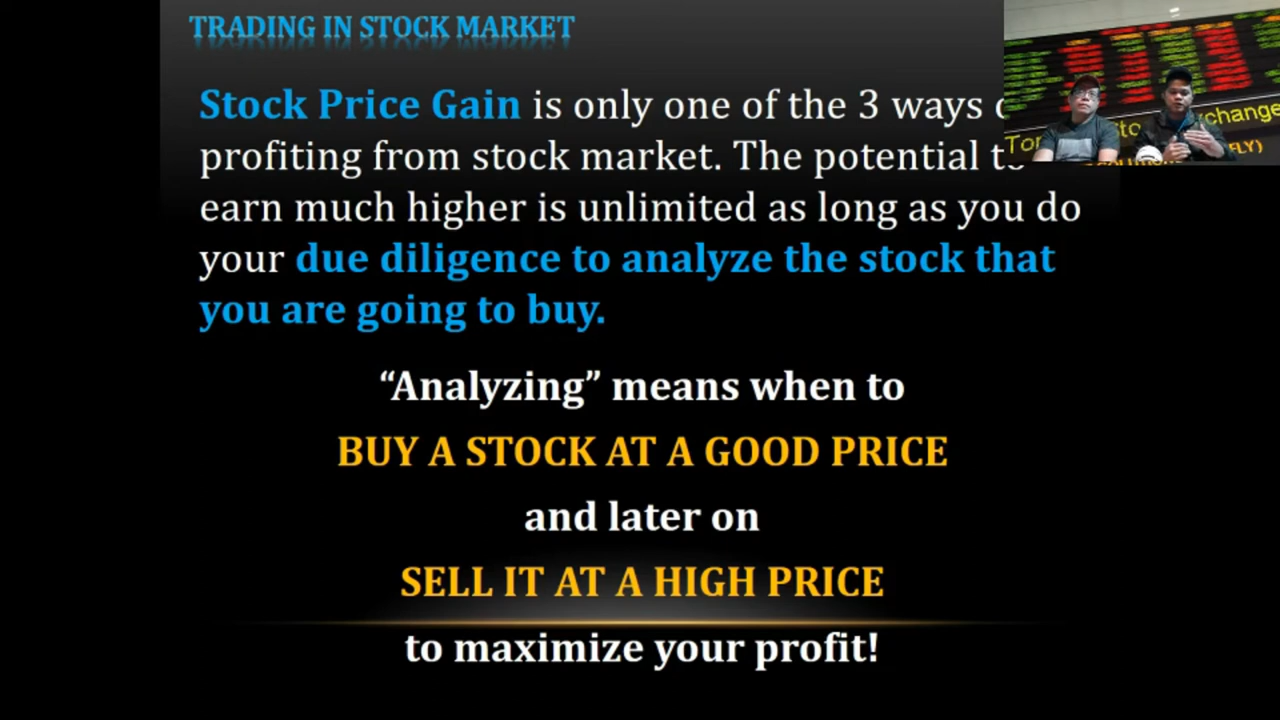 TRADING IN STOCK MARKET
Stock Price Gain is only one of the 3 ways
profiting from stock market. The potential to
earn much higher is unlimited as long as you do
your due diligence to analyze the stock that
you are going to buy.
“Analyzing” means when to
BUY A STOCK AT A GOOD PRICE
and later on
SELL IT AT A HIGH PRICE
to maximize your profit!